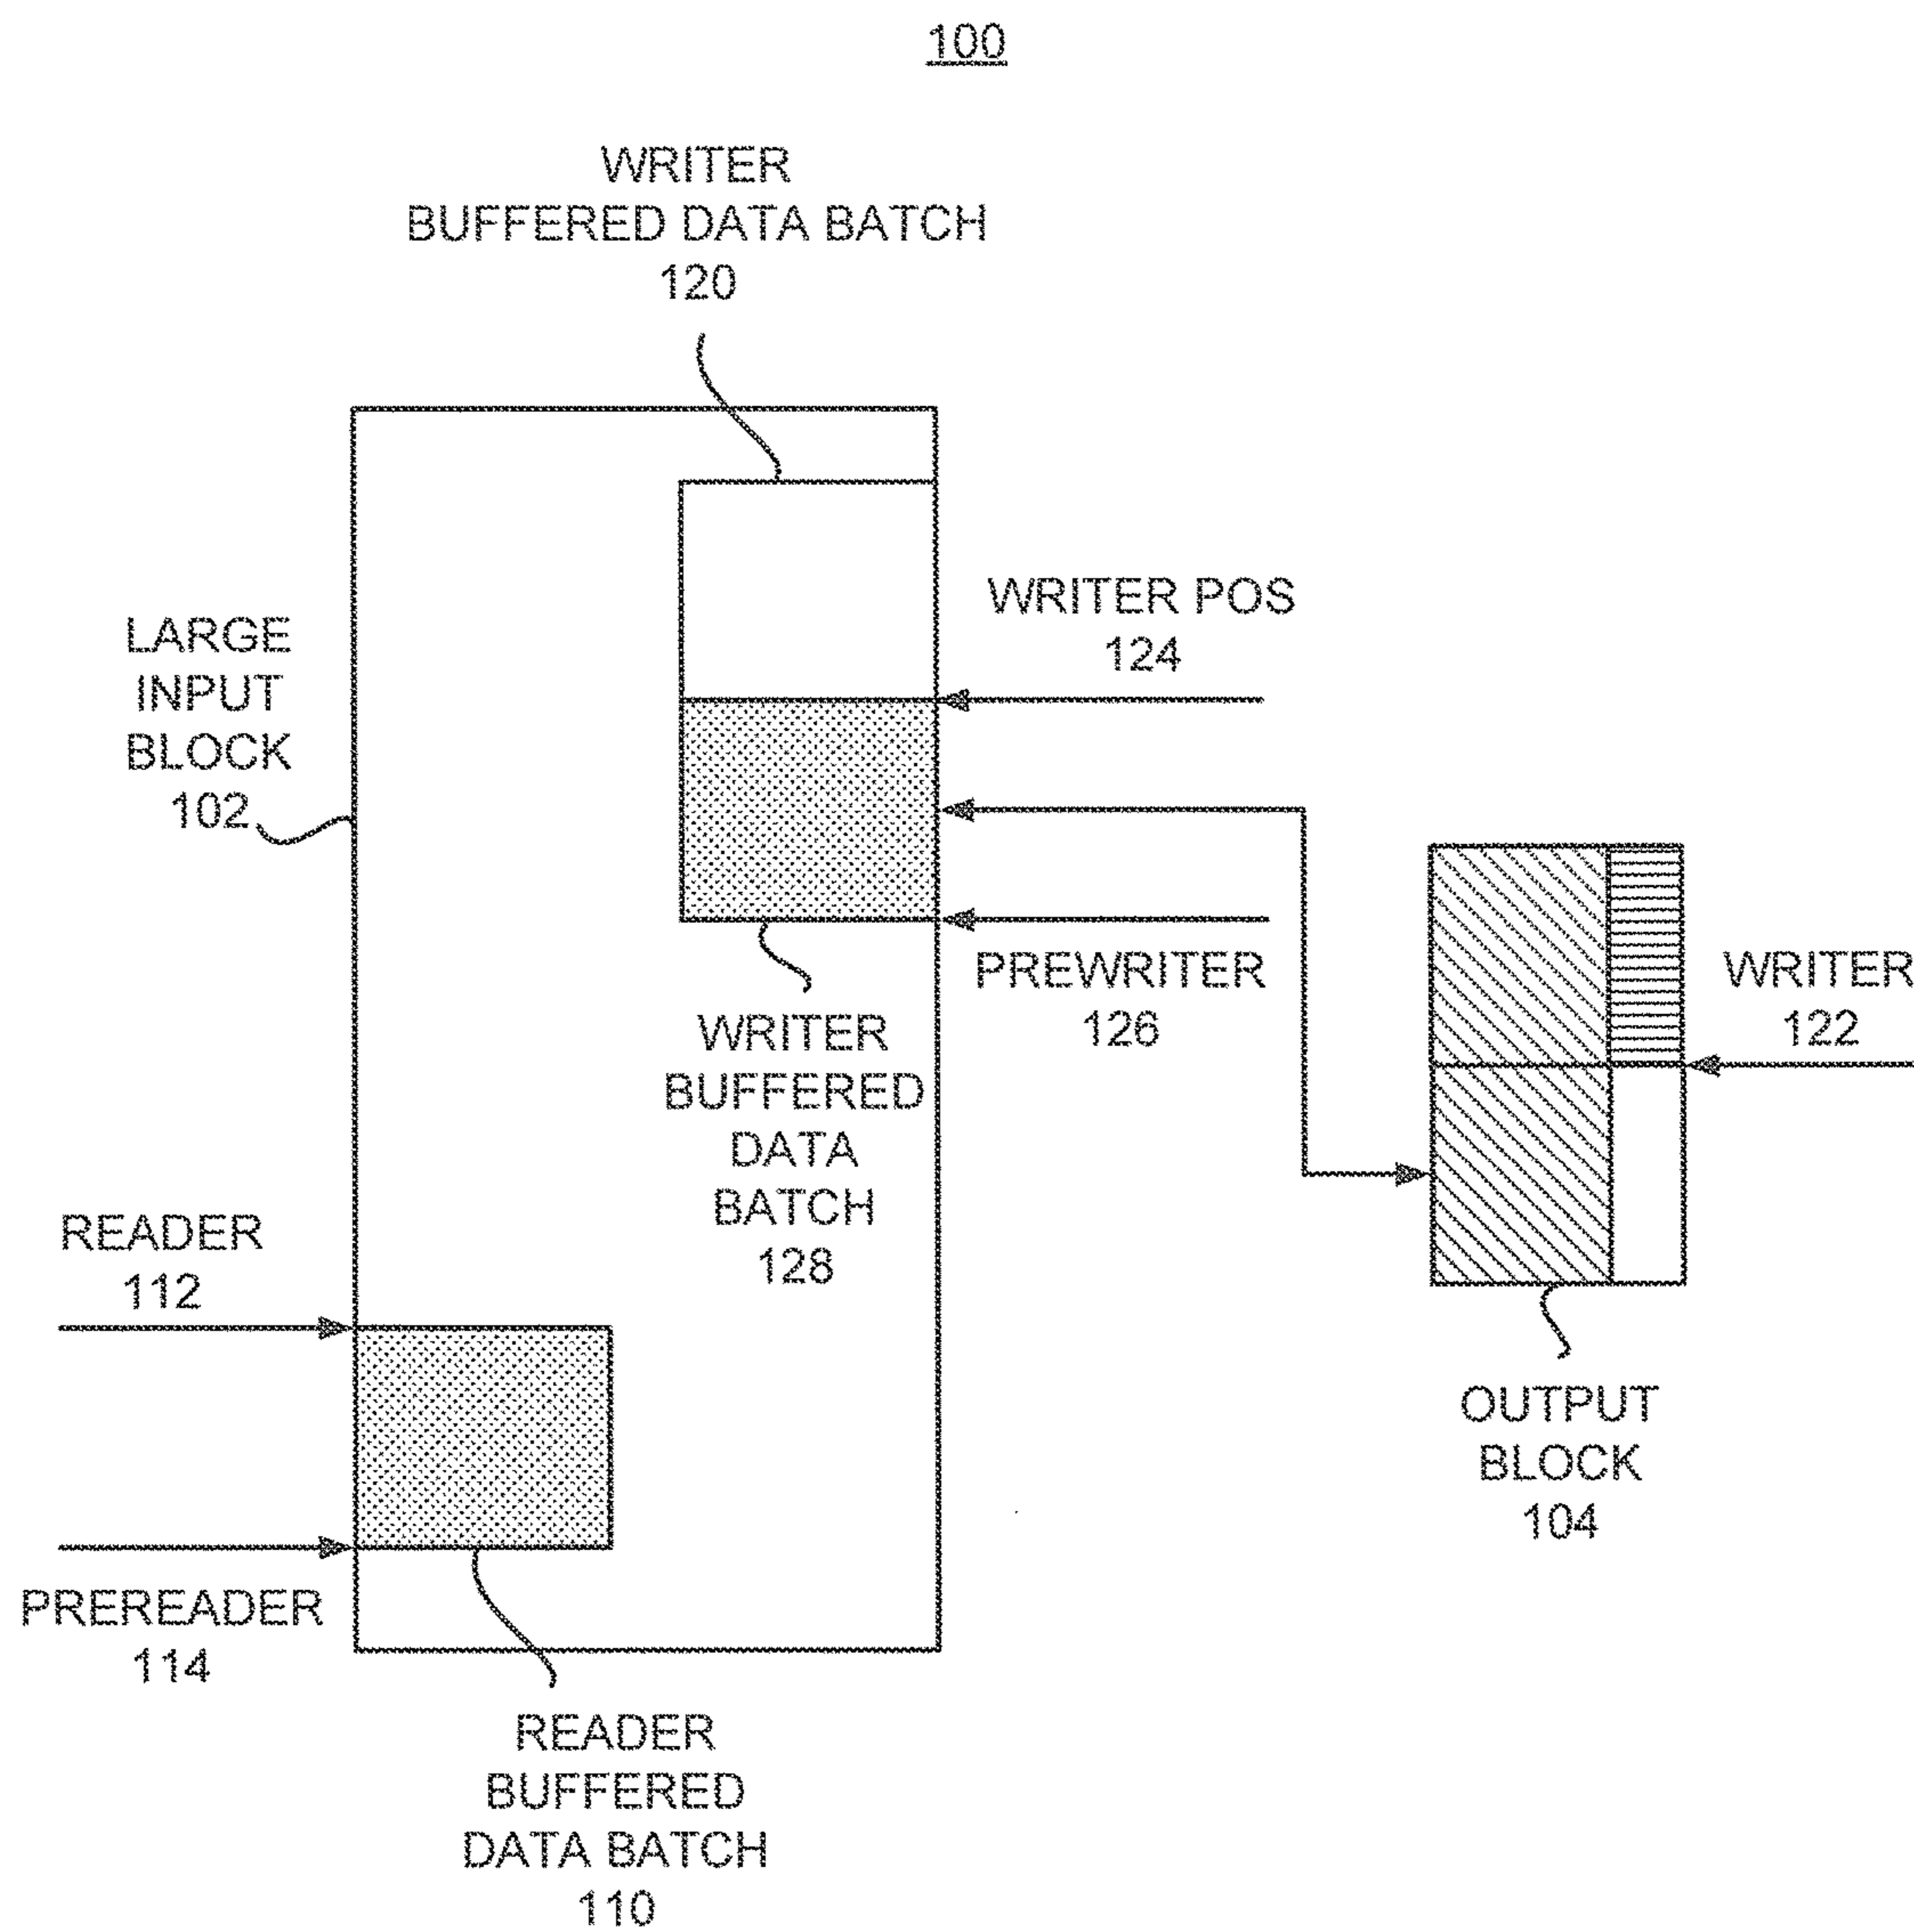 100
WRITER
BUFFERED DATA BATCH
120
WRITER POS
124
LARGE
INPUT
BLOCK
102
PREWRITER
126
WRITER
122
WRITER
BUFFERED
DATA
BATCH
128
READER
112
OUTPUT
BLOCK
104
PREREADER
114
READER
BUFFERED
DATA BATCH
110